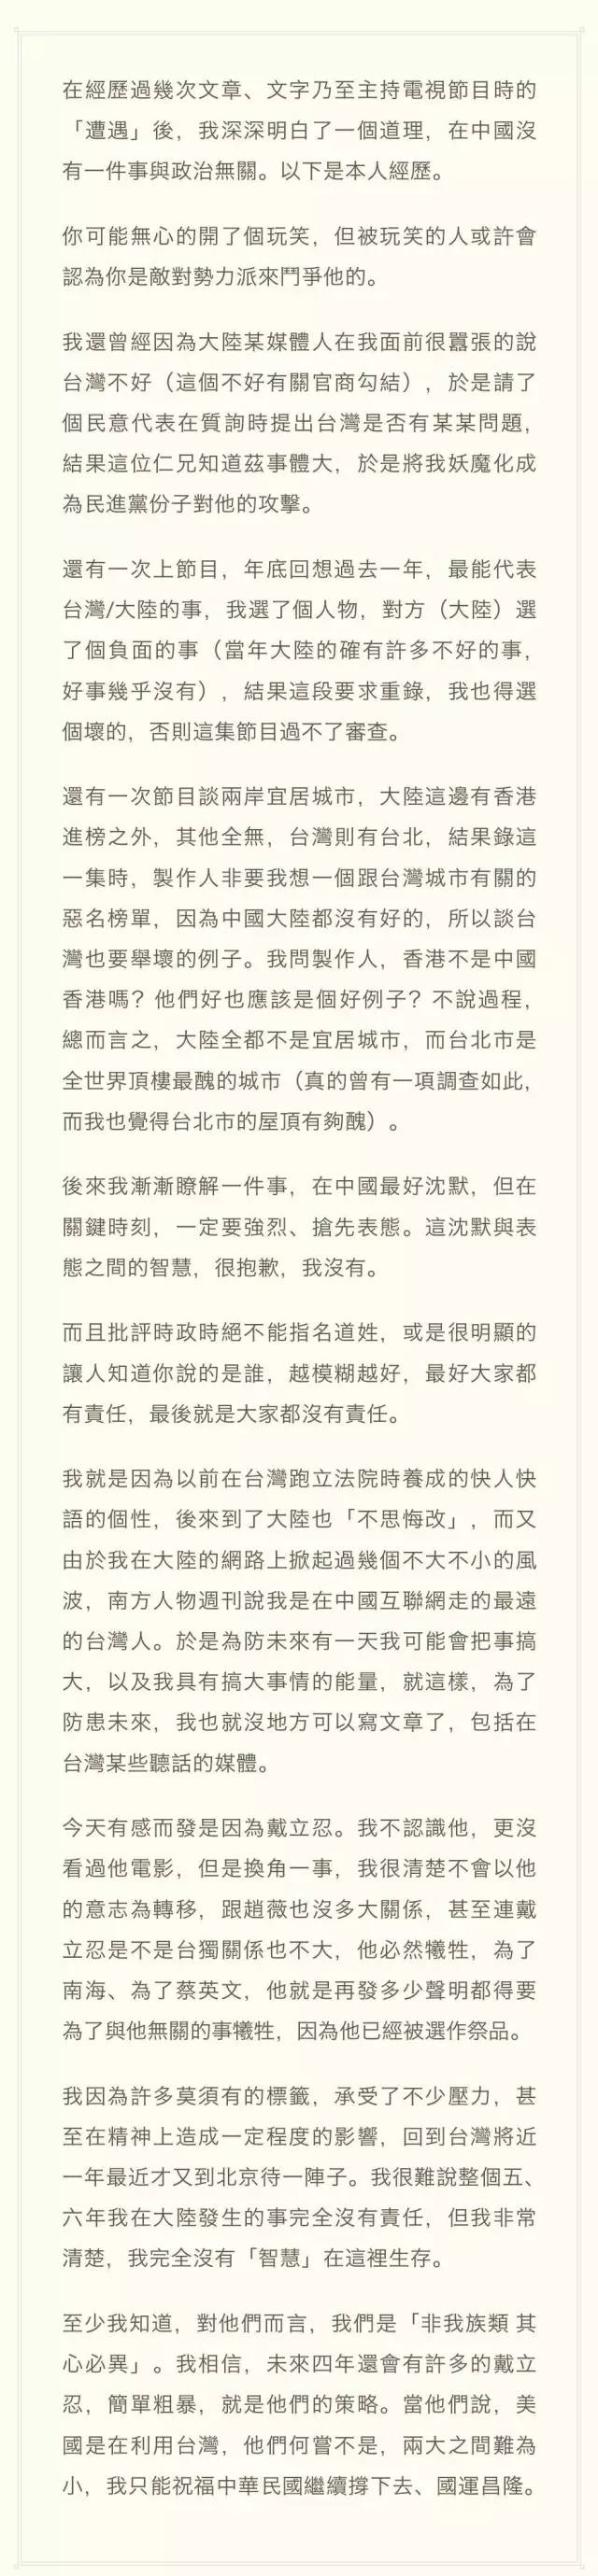 在經歷過幾次文章、文字乃至主持電視節目時的
「遭遇」後，我深深明白了一個道理，在中國沒
有一件事與政治無關。以下是本人經歷。
你可能無心的開了個玩笑，但被玩笑的人或許會
認為你是敵對勢力派來鬥爭他的。
我還曾經因為大陸某媒體人在我面前很囂張的說
台灣不好（這個不好有關官商勾結），於是請了
個民意代表在質詢時提出台灣是否有某某問題，
結果這位仁兄知道茲事體大，於是將我妖魔化成
為民進黨份子對他的攻擊。
還有一次上節目，年底回想過去一年，最能代表
台灣/大陸的事，我選了個人物，對方（大陸）選
了個負面的事（當年大陸的確有許多不好的事，
好事幾乎沒有），結果這段要求重錄，我也得選
個壞的，否則這集節目過不了審查。
還有一次節目談兩岸宜居城市，大陸這邊有香港
進榜之外，其他全無，台灣則有台北，結果錄這
一集時，製作人非要我想一個跟台灣城市有關的
惡名榜單，因為中國大陸都沒有好的，所以談台
灣也要舉壞的例子。我問製作人，香港不是中國
香港嗎？他們好也應該是個好例子？不說過程，
總而言之，大陸全都不是宜居城市，而台北市是
全世界頂樓最醜的城市（真的曾有一項調查如此，
而我也覺得台北市的屋頂有夠醜）。
後來我漸漸瞭解一件事，在中國最好沈默，但在
關鍵時刻，一定要強烈、搶先表態。這沈默與表
態之間的智慧，很抱歉，我沒有。
而且批評時政時絕不能指名道姓，或是很明顯的
讓人知道你說的是誰，越模糊越好，最好大家都
有責任，最後就是大家都沒有責任。
我就是因為以前在台灣跑立法院時養成的快人快
語的個性，後來到了大陸也「不思悔改」，而又
由於我在大陸的網路上掀起過幾個不大不小的風
波，南方人物週刊說我是在中國互聯網走的最遠
的台灣人。於是為防未來有一天我可能會把事搞
大，以及我具有搞大事情的能量，就這樣，為了
防患未來，我也就沒地方可以寫文章了，包括在
台灣某些聽話的媒體。
今天有感而發是因為戴立忍。我不認識他，更沒
看過他電影，但是換角一事，我很清楚不會以他
的意志為轉移，跟趙薇也沒多大關係，甚至連戴
立忍是不是台獨關係也不大，他必然犧牲，為了
南海、為了蔡英文，他就是再發多少聲明都得要
為了與他無關的事犧牲，因為他已經被選作祭品。
我因為許多莫須有的標籤，承受了不少壓力，甚
至在精神上造成一定程度的影響，回到台灣將近
一年最近才又到北京待一陣子。我很難說整個五、
六年我在大陸發生的事完全沒有責任，但我非常
清楚，我完全沒有「智慧」在這裡生存。
至少我知道，對他們而言，我們是「非我族類 其
心必異」。我相信，未來四年還會有許多的戴立
忍，簡單粗暴，就是他們的策略。當他們說，美
國是在利用台灣，他們何嘗不是，兩大之間難為
小，我只能祝福中華民國繼續撐下去、國運昌隆。